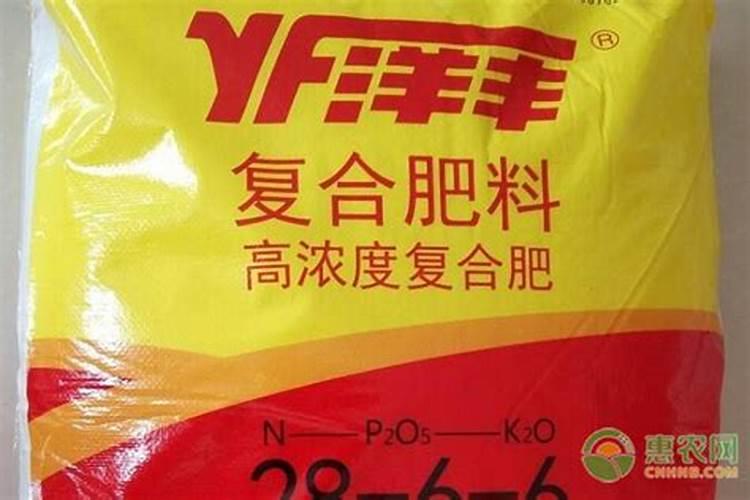 YF洋丰®
复合肥料
高浓度复合肥
N——P₂O₅——K₂O
28-6-6
惠农网
CNHNB.COM